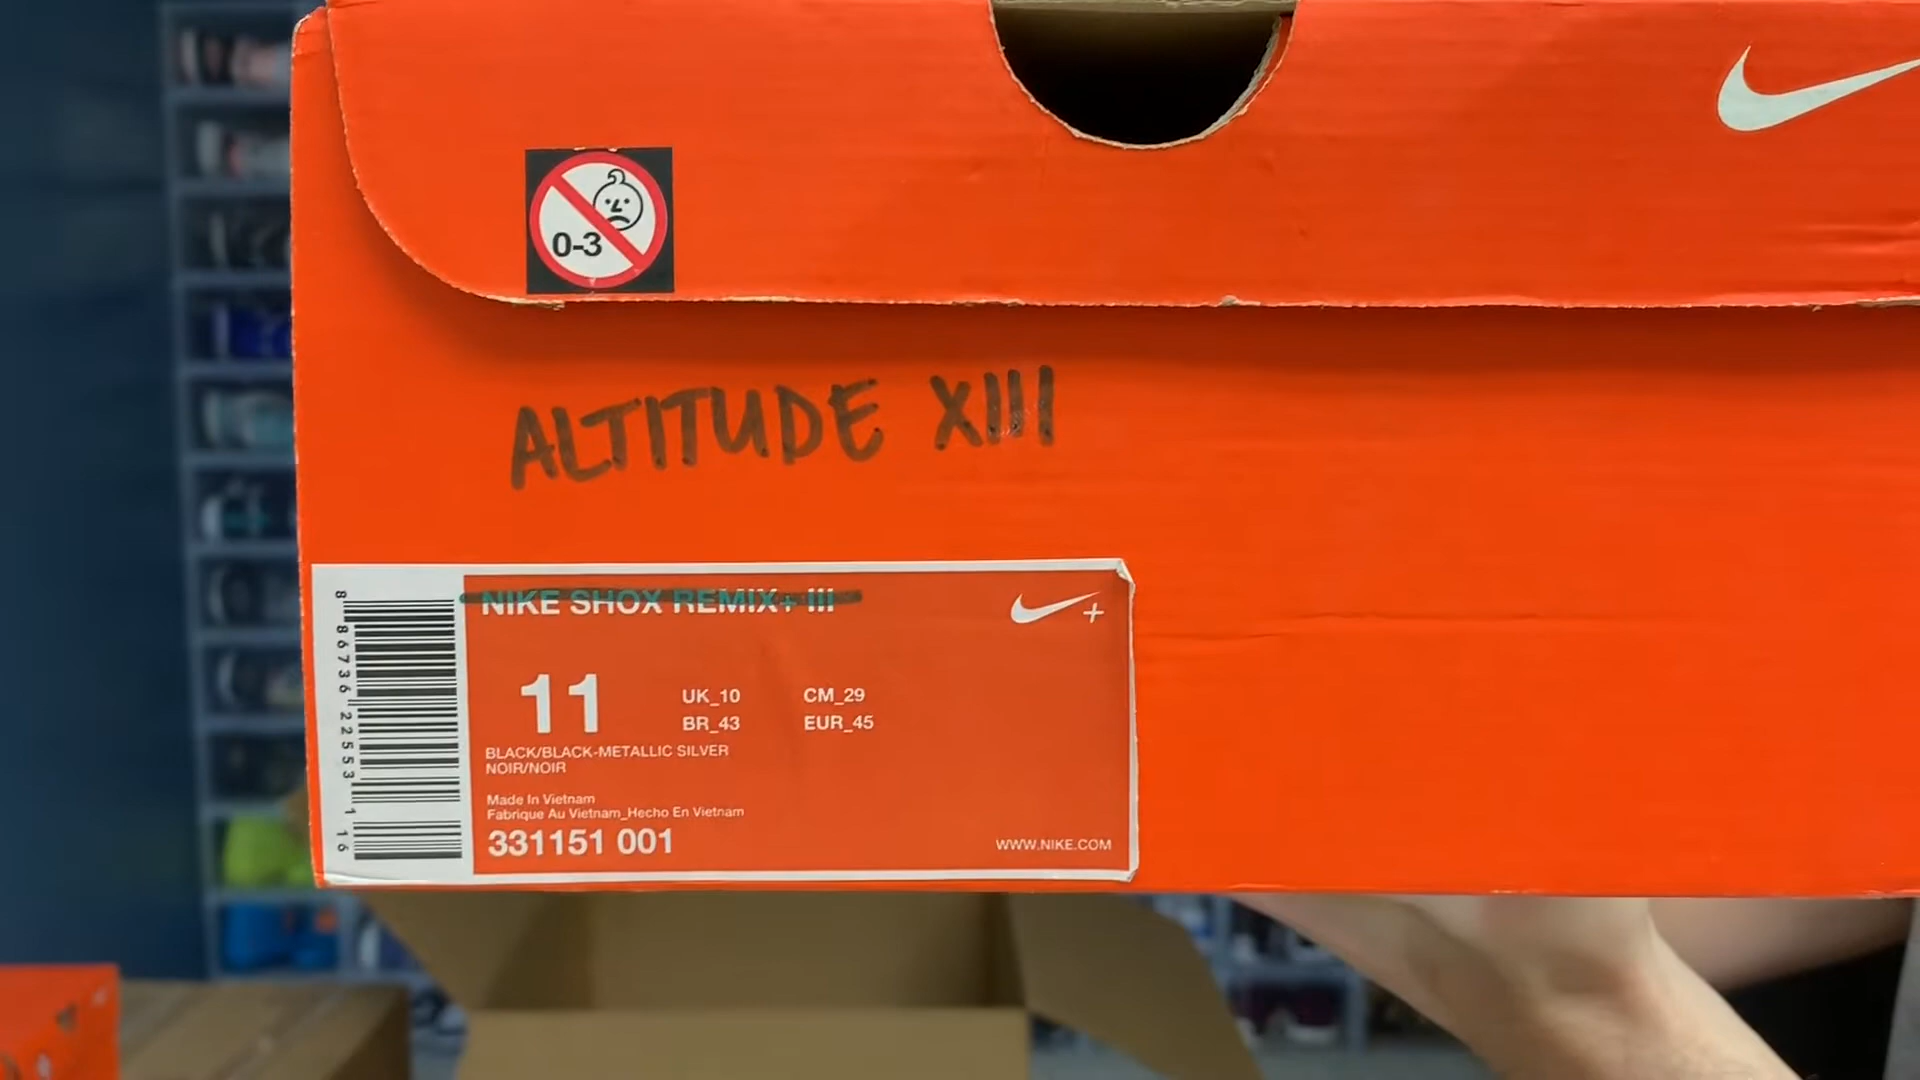 0-3
ALTITUDE XIII
NIKE SHOX REMIX+ III
11
UK_10 CM_29
BR_43 EUR_45
BLACK/BLACK-METALLIC SILVER
NOIR/NOIR
Made In Vietnam
Fabrique Au Vietnam_Hecho En Vietnam
331151 001
WWW.NIKE.COM
8 86736 22553 1 16